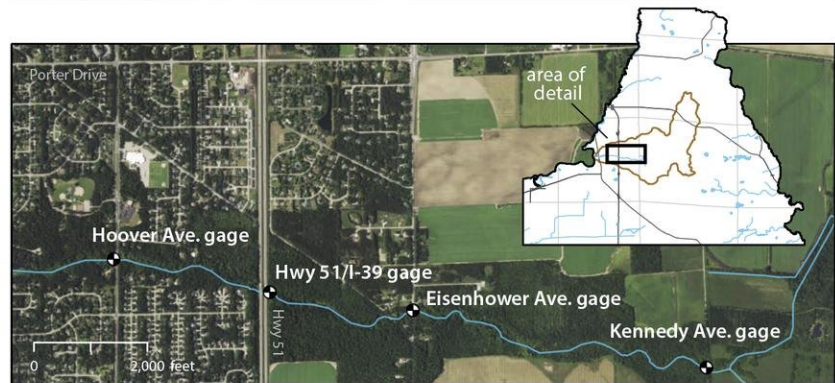 Porter Drive
area of
detail
Hoover Ave. gage
Hwy 51/I-39 gage
Eisenhower Ave. gage
Kennedy Ave. gage
Hwy 51
0
2,000 feet